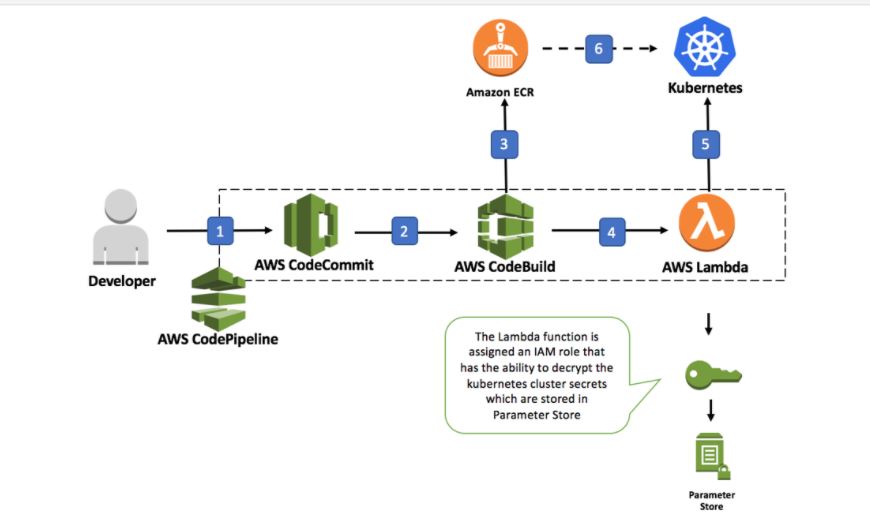 6
Amazon ECR
Kubernetes
3
5
1
2
4
AWS CodeCommit
AWS CodeBuild
AWS Lambda
Developer
AWS CodePipeline
The Lambda function is
assigned an IAM role that
has the ability to decrypt the
kubernetes cluster secrets
which are stored in
Parameter Store
Parameter
Store